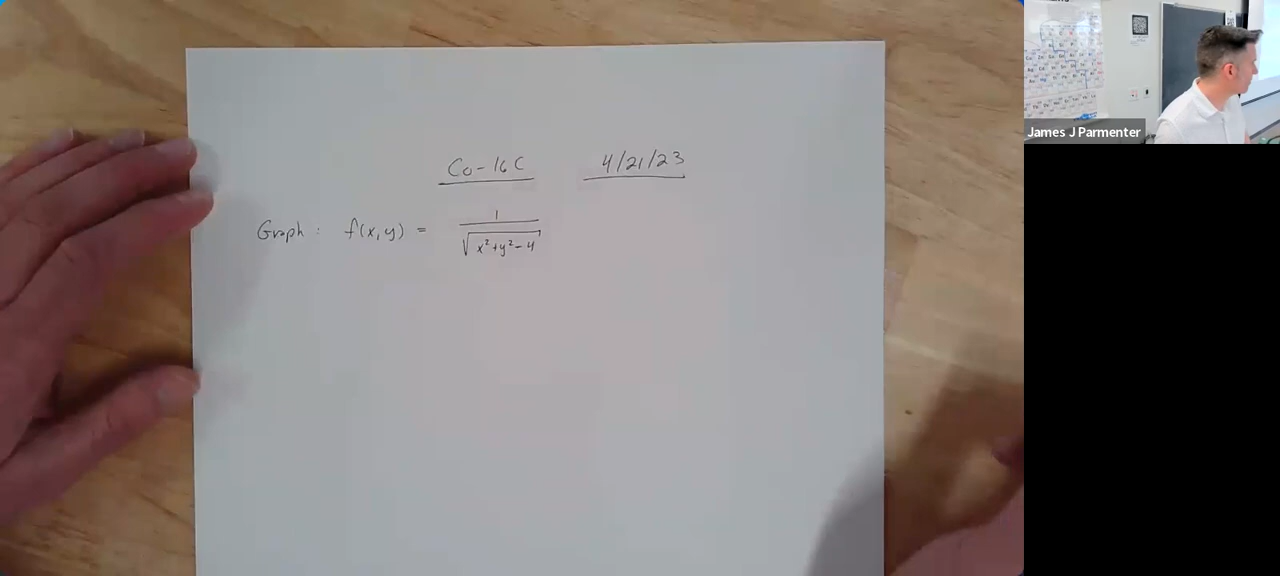 Co-16C 4/21/23
Graph : f(x,y) = 1/√(x²+y²-4)
James J Parmenter